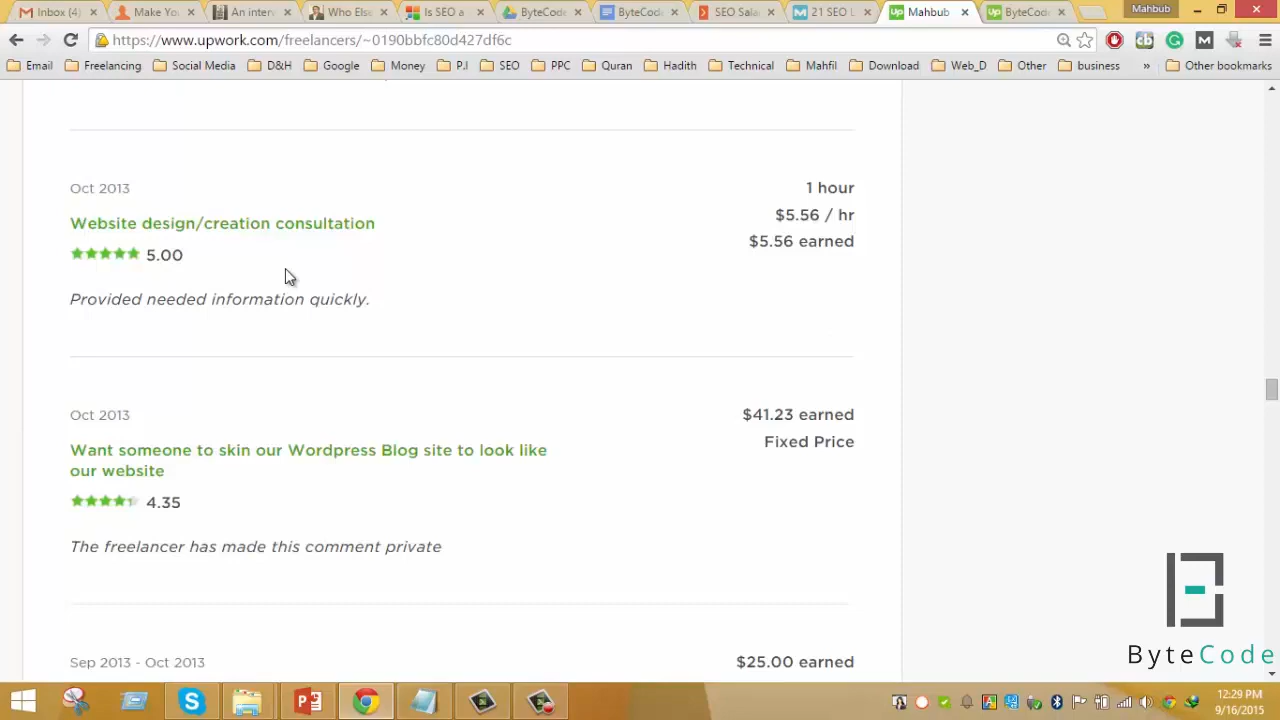 Inbox (4)
Make Yo
An inter
Who Else
Is SEO a
ByteCode
ByteCode
SEO Sala
21 SEO L
Mahbub
ByteCode
Mahbub
https://www.upwork.com/freelancers/~0190bbfc80d427df6c
Email
Freelancing
Social Media
D&H
Google
Money
P.I
SEO
PPC
Quran
Hadith
Technical
Mahfil
Download
Web_D
Other
business
»
Other bookmarks
Oct 2013
1 hour
Website design/creation consultation
$5.56 / hr
5.00
$5.56 earned
Provided needed information quickly.
Oct 2013
$41.23 earned
Want someone to skin our Wordpress Blog site to look like
our website
Fixed Price
4.35
The freelancer has made this comment private
Sep 2013 - Oct 2013
$25.00 earned
ByteCode
12:29 PM
9/16/2015